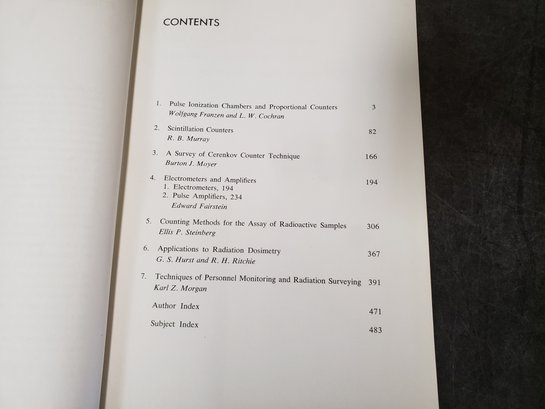 CONTENTS
1. Pulse Ionization Chambers and Proportional Counters 3
Wolfgang Franzen and L. W. Cochran
2. Scintillation Counters 82
R. B. Murray
3. A Survey of Cerenkov Counter Technique 166
Burton J. Moyer
4. Electrometers and Amplifiers 194
1. Electrometers, 194
2. Pulse Amplifiers, 234
Edward Fairstein
5. Counting Methods for the Assay of Radioactive Samples 306
Ellis P. Steinberg
6. Applications to Radiation Dosimetry 367
G. S. Hurst and R. H. Ritchie
7. Techniques of Personnel Monitoring and Radiation Surveying 391
Karl Z. Morgan
Author Index 471
Subject Index 483